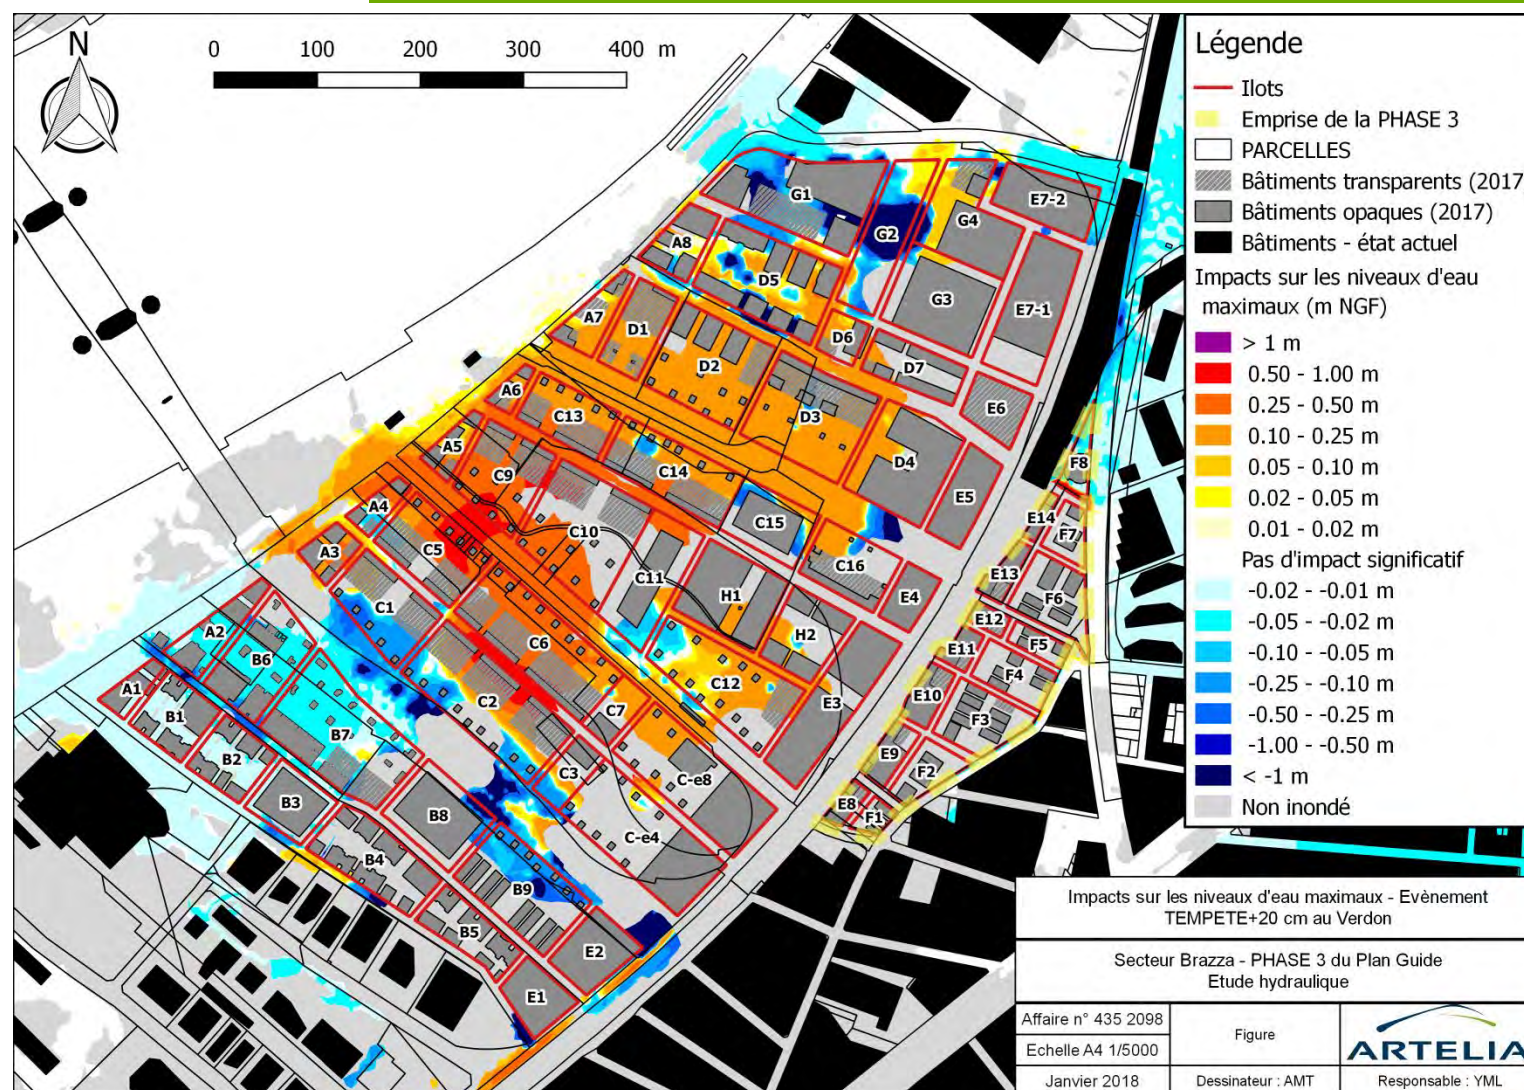 N
0 100 200 300 400 m
Légende
Ilots
Emprise de la PHASE 3
PARCELLES
Bâtiments transparents (2017
Bâtiments opaques (2017)
Bâtiments - état actuel
Impacts sur les niveaux d'eau
maximaux (m NGF)
> 1 m
0.50 - 1.00 m
0.25 - 0.50 m
0.10 - 0.25 m
0.05 - 0.10 m
0.02 - 0.05 m
0.01 - 0.02 m
Pas d'impact significatif
-0.02 - -0.01 m
-0.05 - -0.02 m
-0.10 - -0.05 m
-0.25 - -0.10 m
-0.50 - -0.25 m
-1.00 - -0.50 m
< -1 m
Non inondé
G1
E7-2
G4
G2
A8
D5
G3
E7-1
A7
D1
D6
D2
D7
A6
D3
E6
C13
A5
C9
C14
D4
F8
E5
A4
C15
E14
F7
C5
C10
A3
C16
E13
C11
C1
H1
E4
F6
A2
E12
H2
F5
B6
C6
E11
A1
F4
C12
E10
B1
C2
E3
C7
F3
B7
B2
E9
C3
C-e8
F2
B3
B8
E8
F1
C-e4
B4
B9
B5
E2
E1
Impacts sur les niveaux d'eau maximaux - Evènement
TEMPETE+20 cm au Verdon
Secteur Brazza - PHASE 3 du Plan Guide
Etude hydraulique
Affaire n° 435 2098
Figure
ARTELIA
Echelle A4 1/5000
Janvier 2018
Dessinateur : AMT
Responsable : YML